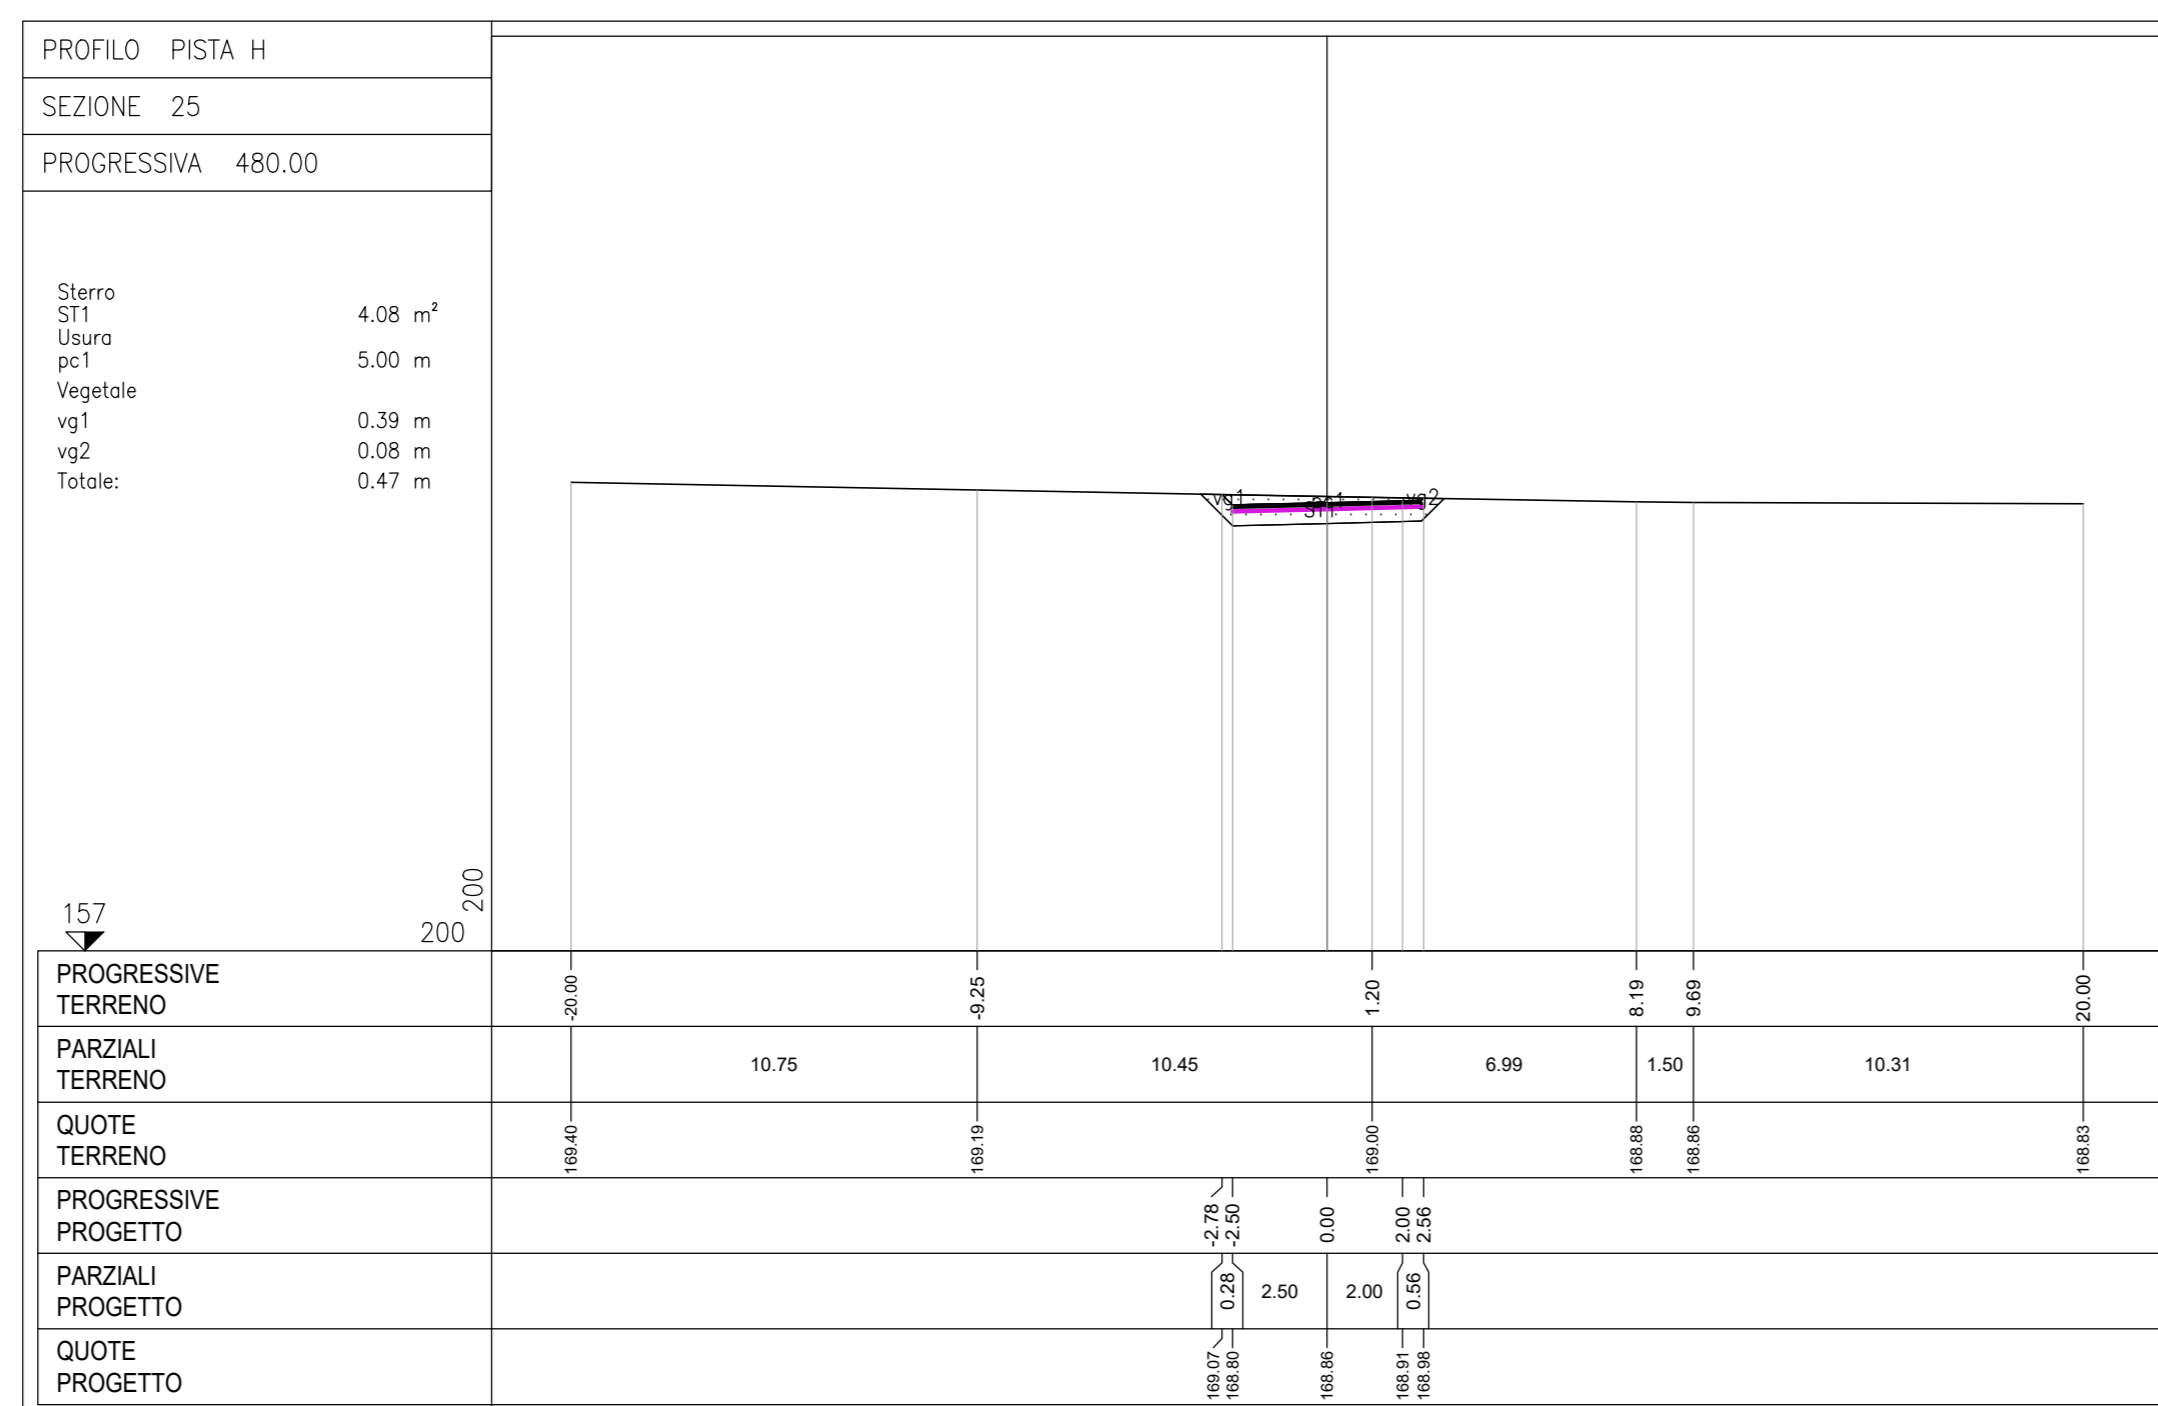 PROFILO PISTA H
SEZIONE 25
PROGRESSIVA 480.00
Sterro
ST1 4.08 m²
Usura
pc1 5.00 m
Vegetale
vg1 0.39 m
vg2 0.08 m
Totale: 0.47 m
vg1 vg2
ST1
157
200
200
PROGRESSIVE
TERRENO
-20.00 -9.25 1.20 8.19 9.69 20.00
PARZIALI
TERRENO
10.75 10.45 6.99 1.50 10.31
QUOTE
TERRENO
169.40 169.19 169.00 168.88 168.86 168.83
PROGRESSIVE
PROGETTO
-2.78 -2.50 0.00 2.00 2.56
PARZIALI
PROGETTO
0.28 2.50 2.00 0.56
QUOTE
PROGETTO
169.07 168.80 168.86 168.91 168.98